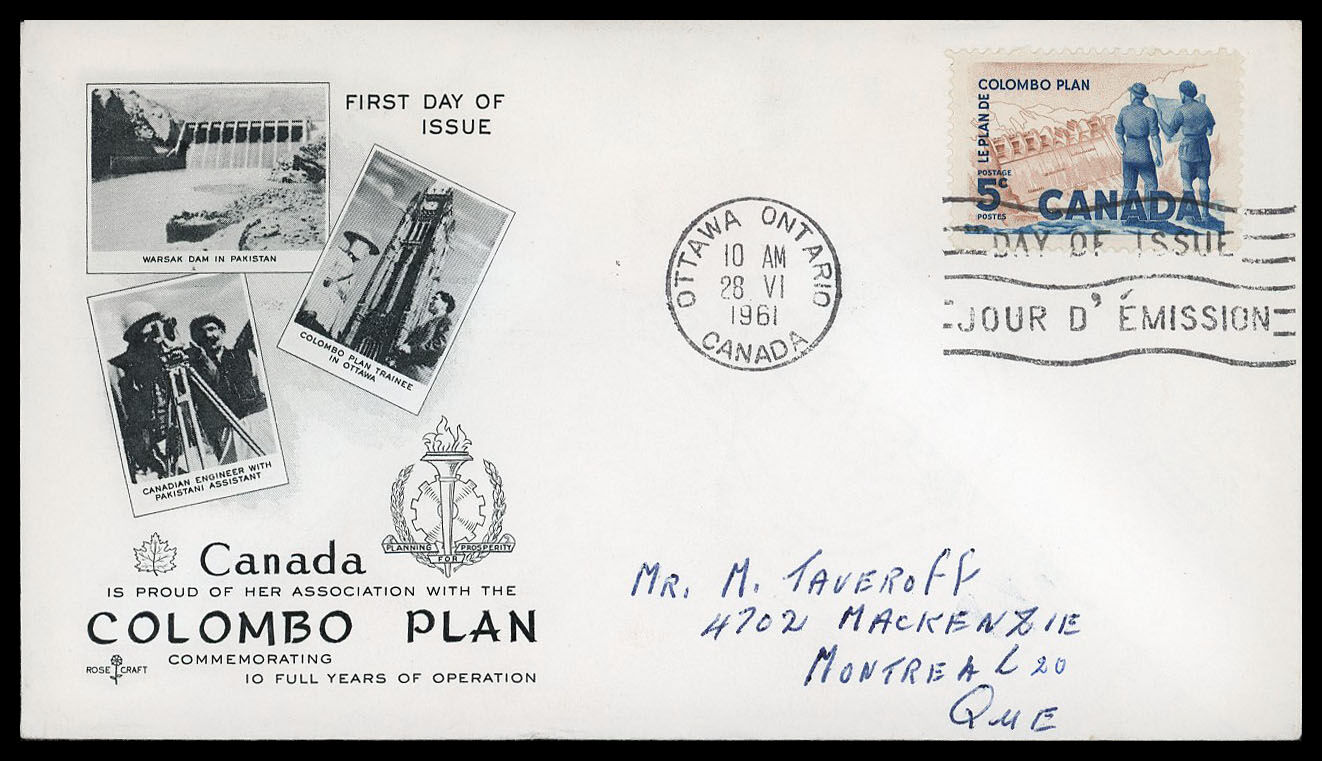 FIRST DAY OF
ISSUE
WARSAK DAM IN PAKISTAN
COLOMBO PLAN TRAINEE
IN OTTAWA
CANADIAN ENGINEER WITH
PAKISTANI ASSISTANT
PLANNING FOR PROSPERITY
Canada
IS PROUD OF HER ASSOCIATION WITH THE
COLOMBO PLAN
COMMEMORATING
10 FULL YEARS OF OPERATION
ROSE CRAFT
OTTAWA ONTARIO
10 AM
28 VI
1961
CANADA
COLOMBO PLAN
LE PLAN DE
POSTAGE
5c
POSTES
CANADA
DAY OF ISSUE
JOUR D'ÉMISSION
Mr. M. TAVEROFF
4702 MACKENZIE
MONTREAL 20
QUE